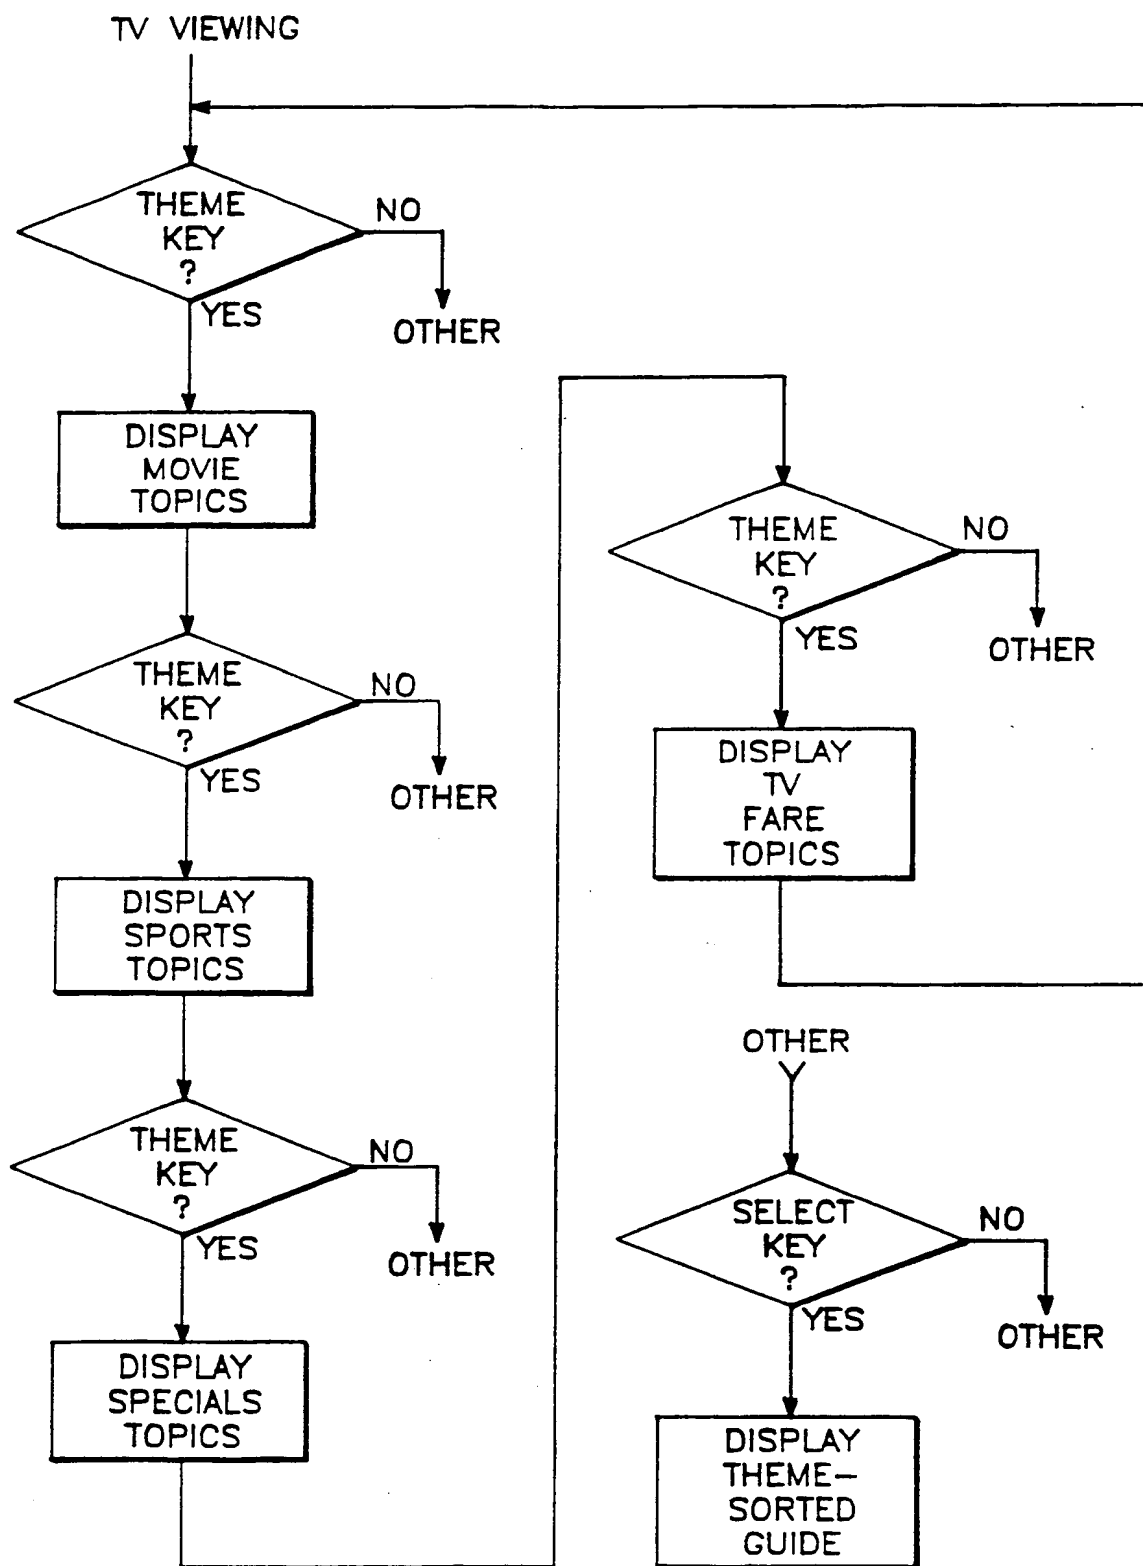 TV VIEWING
THEME
KEY
?
NO
YES
OTHER
DISPLAY
MOVIE
TOPICS
THEME
KEY
?
NO
YES
OTHER
DISPLAY
SPORTS
TOPICS
THEME
KEY
?
NO
YES
OTHER
DISPLAY
SPECIALS
TOPICS
THEME
KEY
?
NO
YES
OTHER
DISPLAY
TV
FARE
TOPICS
OTHER
SELECT
KEY
?
NO
YES
OTHER
DISPLAY
THEME-
SORTED
GUIDE